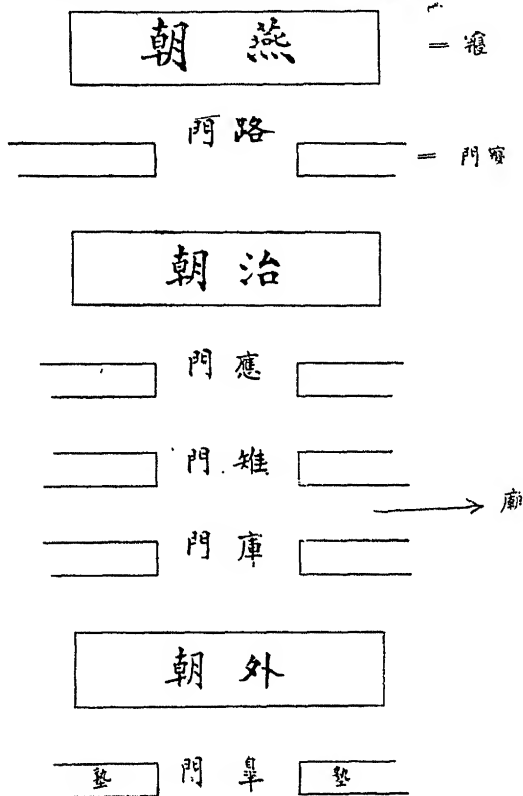 燕朝
= 寢
路門
= 寢門
治朝
應門
雉門
→ 廟
庫門
外朝
塾 皐門 塾